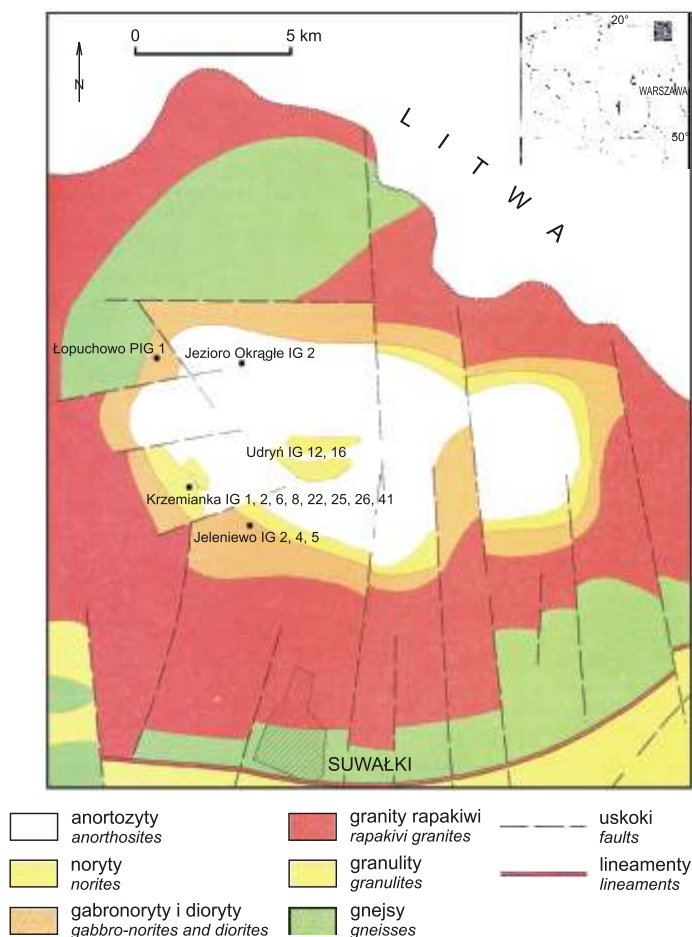 0 5 km
N
20°
WARSZAWA
50°
LITWA
Łopuchowo PIG 1
Jezioro Okrągłe IG 2
Udryń IG 12, 16
Krzemianka IG 1, 2, 6, 8, 22, 25, 26, 41
Jeleniewo IG 2, 4, 5
SUWAŁKI
anortozyty
anorthosites
noryty
norites
gabronoryty i dioryty
gabbro-norites and diorites
granity rapakiwi
rapakivi granites
granulity
granulites
gnejsy
gneisses
uskoki
faults
lineamenty
lineaments